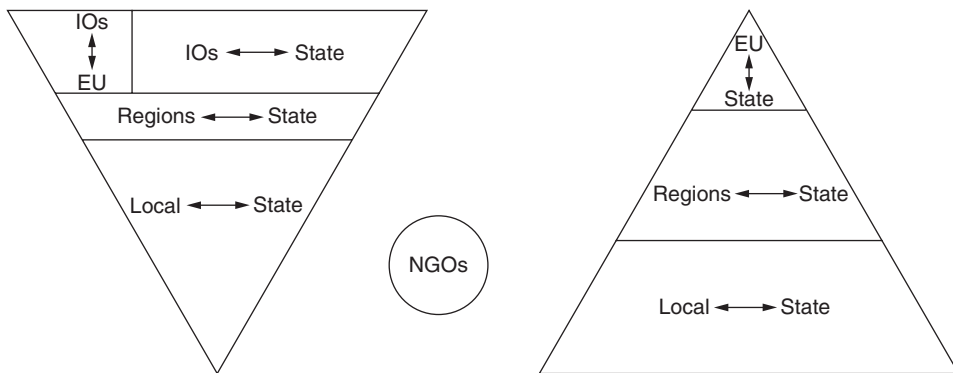 IOs
EU
IOs State
Regions State
Local State
NGOs
EU
State
Regions State
Local State